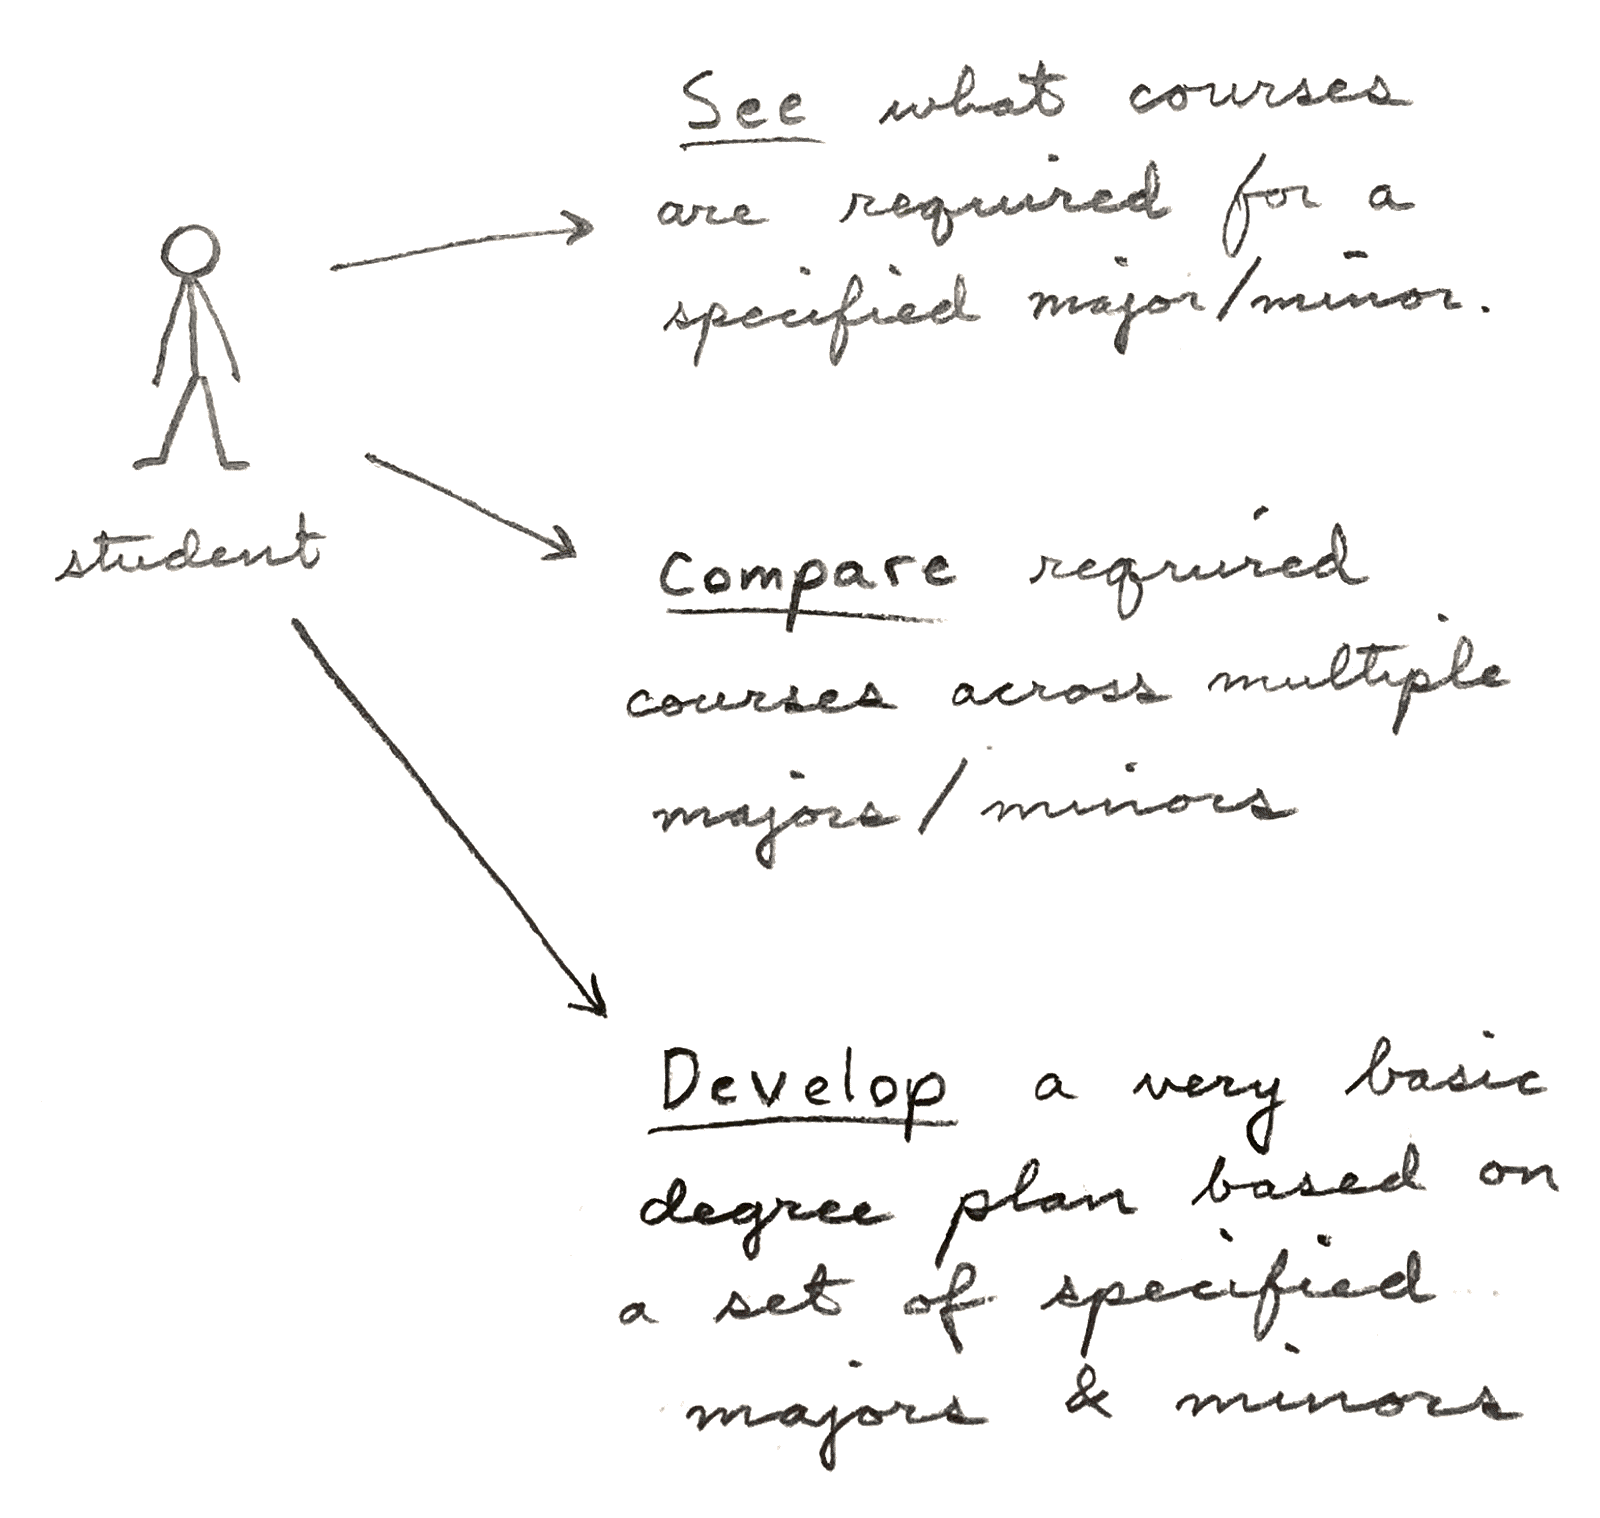 See what courses
are required for a
specified major/minor.
student
Compare required
courses across multiple
majors/minors
Develop a very basic
degree plan based on
a set of specified
majors & minors